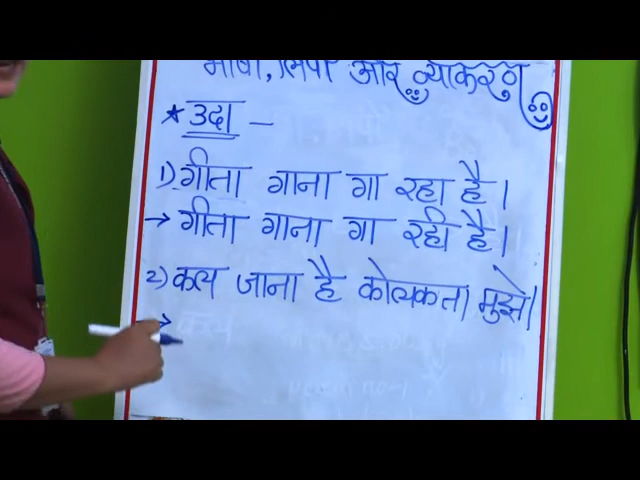 भाषा, लिपी और व्याकरण
* उदा —
1) गीता गाना गा रहा है।
→ गीता गाना गा रही है।
2) कल जाना है कोलकता मुझे।
→